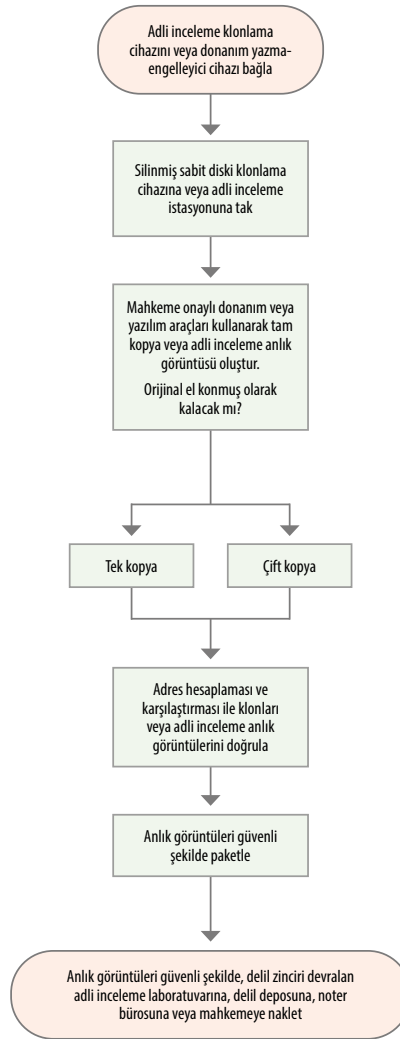 Adli inceleme klonlama
cihazını veya donanım yazma-
engelleyici cihazı bağla
Silinmiş sabit diski klonlama
cihazına veya adli inceleme
istasyonuna tak
Mahkeme onaylı donanım veya
yazılım araçları kullanarak tam
kopya veya adli inceleme anlık
görüntüsü oluştur.
Orijinal el konmuş olarak
kalacak mı?
Tek kopya
Çift kopya
Adres hesaplaması ve
karşılaştırması ile klonları
veya adli inceleme anlık
görüntülerini doğrula
Anlık görüntüleri güvenli
şekilde paketle
Anlık görüntüleri güvenli şekilde, delil zinciri devralan
adli inceleme laboratuvarına, delil deposuna, noter
bürosuna veya mahkemeye naklet